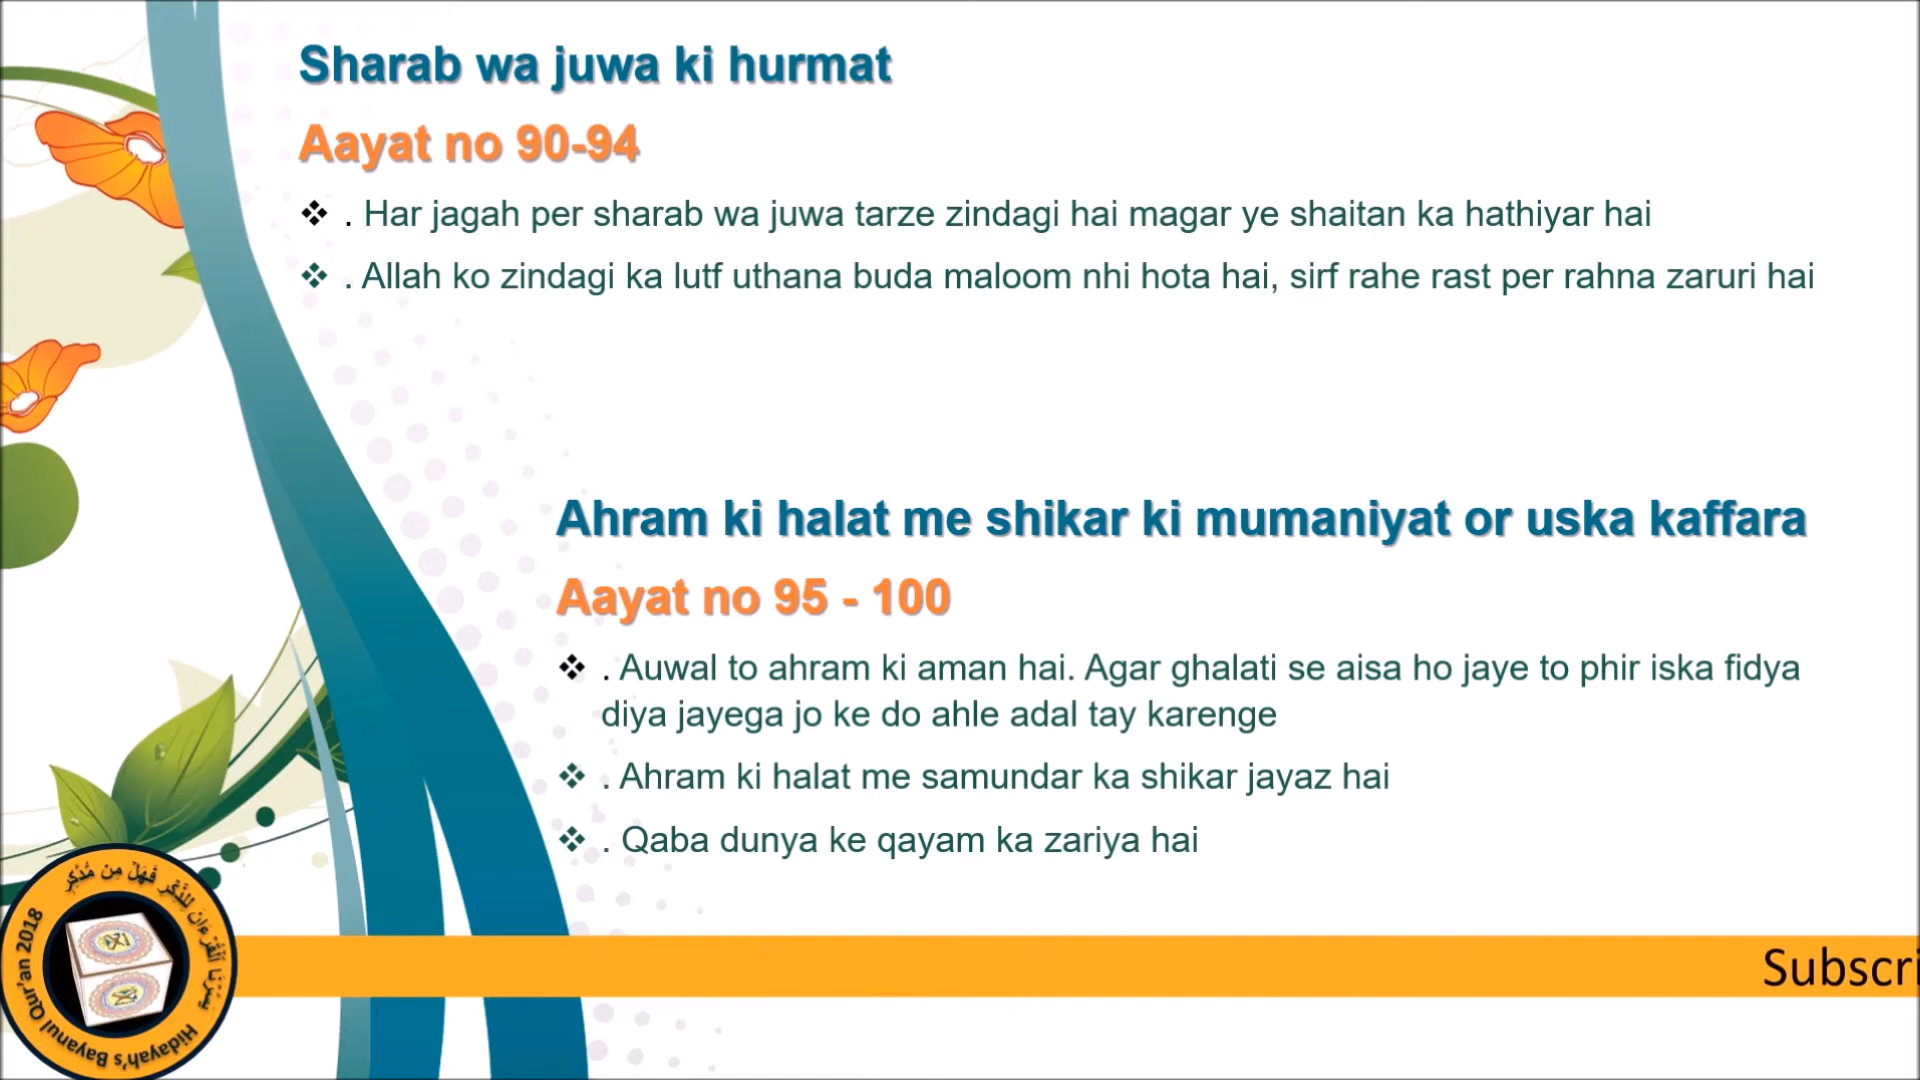 Sharab wa juwa ki hurmat
Aayat no 90-94
❖ . Har jagah per sharab wa juwa tarze zindagi hai magar ye shaitan ka hathiyar hai
❖ . Allah ko zindagi ka lutf uthana buda maloom nhi hota hai, sirf rahe rast per rahna zaruri hai
Ahram ki halat me shikar ki mumaniyat or uska kaffara
Aayat no 95 - 100
❖ . Auwal to ahram ki aman hai. Agar ghalati se aisa ho jaye to phir iska fidya
diya jayega jo ke do ahle adal tay karenge
❖ . Ahram ki halat me samundar ka shikar jayaz hai
❖ . Qaba dunya ke qayam ka zariya hai
يَسَّرْنَا ٱلْقُرْءَانَ لِلذِّكْرِ فَهَلْ مِن مُّدَّكِرٍ
Hidayah's Bayanul Qur'an 2018
Subscri